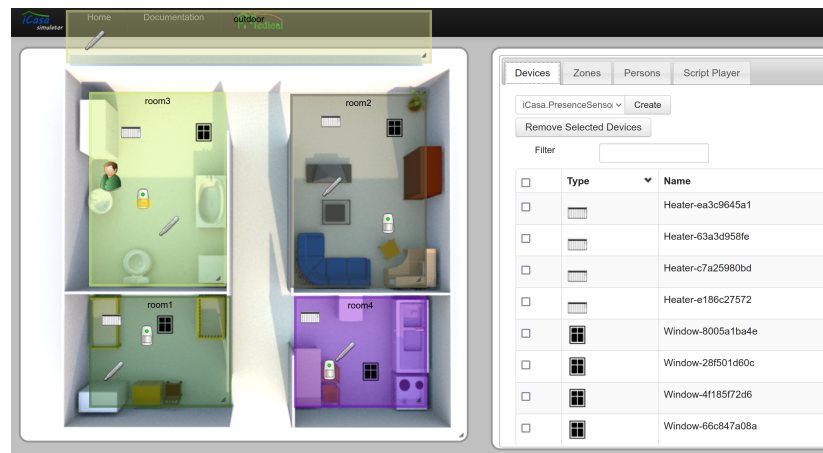 iCasa
simulator
Home
Documentation
outdoor
Medical
room3
room2
room1
room4
Devices
Zones
Persons
Script Player
iCasa.PresenceSensor
Create
Remove Selected Devices
Filter
Type
Name
Heater-ea3c9645a1
Heater-63a3d958fe
Heater-c7a25980bd
Heater-e186c27572
Window-8005a1ba4e
Window-28f501d60c
Window-4f185f72d6
Window-66c847a08a